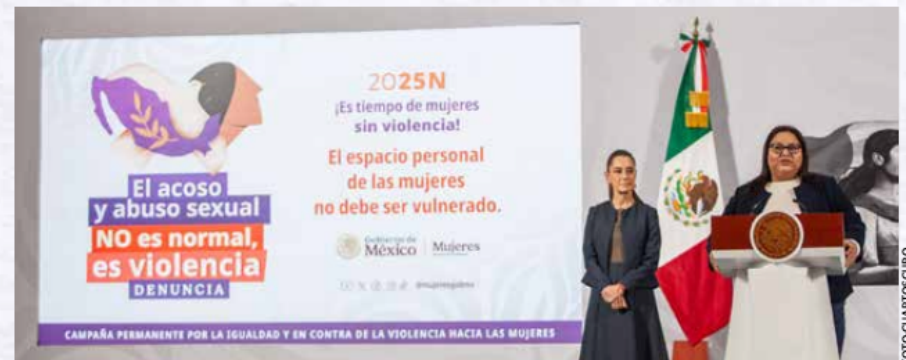 El acoso
y abuso sexual
NO es normal,
es violencia
DENUNCIA
2025N
¡Es tiempo de mujeres
sin violencia!
El espacio personal
de las mujeres
no debe ser vulnerado.
Gobierno de
México
Mujeres
CAMPAÑA PERMANENTE POR LA IGUALDAD Y EN CONTRA DE LA VIOLENCIA HACIA LAS MUJERES
FOTO CUARTOSCURO